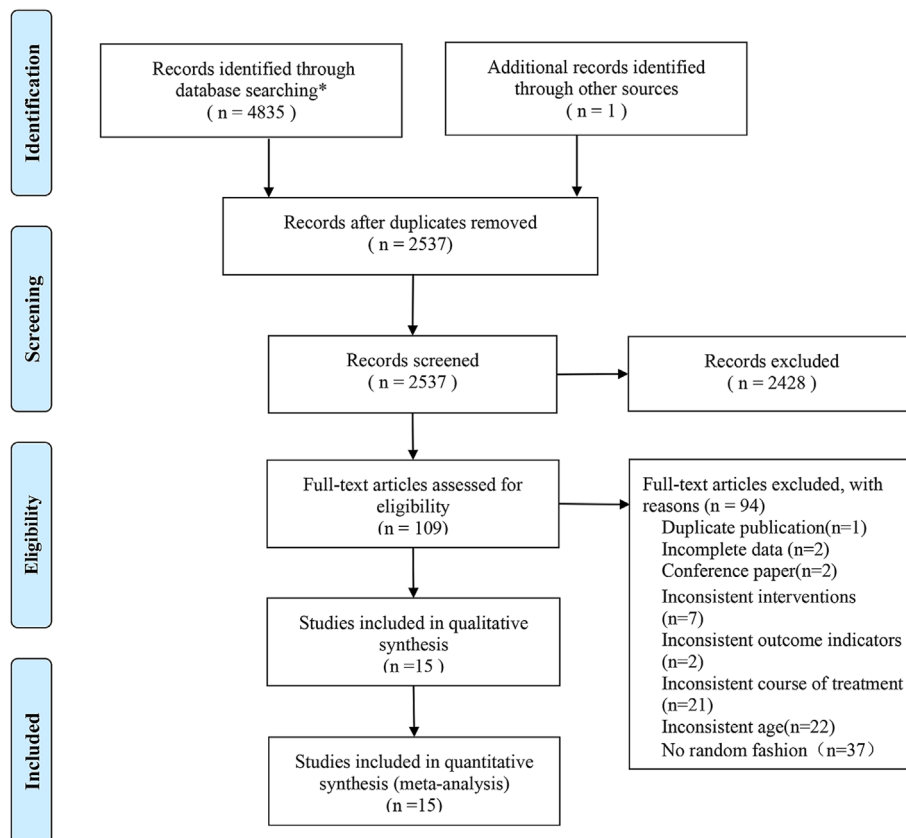 Identification
Records identified through
database searching*
( n = 4835 )
Additional records identified
through other sources
( n = 1 )
Records after duplicates removed
( n = 2537)
Screening
Records screened
( n = 2537 )
Records excluded
( n = 2428 )
Eligibility
Full-text articles assessed for
eligibility
(n = 109)
Full-text articles excluded, with
reasons (n = 94)
Duplicate publication(n=1)
Incomplete data (n=2)
Conference paper(n=2)
Inconsistent interventions
(n=7)
Inconsistent outcome indicators
(n=2)
Inconsistent course of treatment
(n=21)
Inconsistent age(n=22)
No random fashion（n=37）
Studies included in qualitative
synthesis
(n =15 )
Included
Studies included in quantitative
synthesis (meta-analysis)
(n =15)